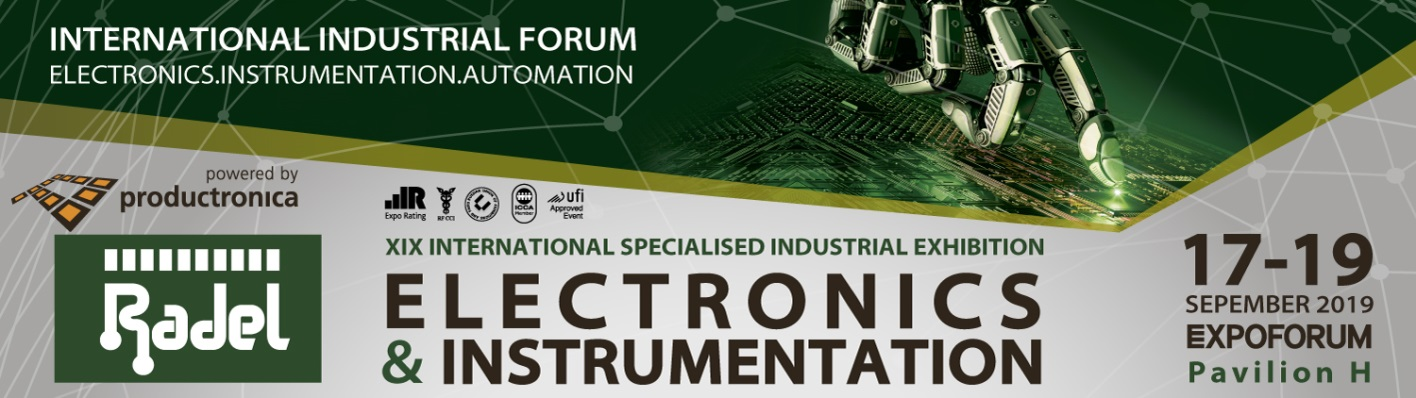 INTERNATIONAL INDUSTRIAL FORUM
ELECTRONICS.INSTRUMENTATION.AUTOMATION
powered by
productronica
Radel
Expo Rating
RF CCI
ICCA
Member
ufi
Approved
Event
XIX INTERNATIONAL SPECIALISED INDUSTRIAL EXHIBITION
ELECTRONICS
& INSTRUMENTATION
17-19
SEPEMBER 2019
EXPOFORUM
Pavilion H